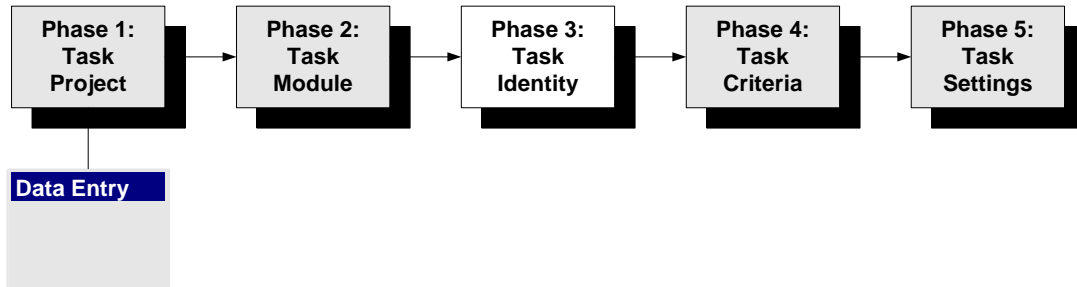 Phase 1:
Task
Project
Phase 2:
Task
Module
Phase 3:
Task
Identity
Phase 4:
Task
Criteria
Phase 5:
Task
Settings
Data Entry